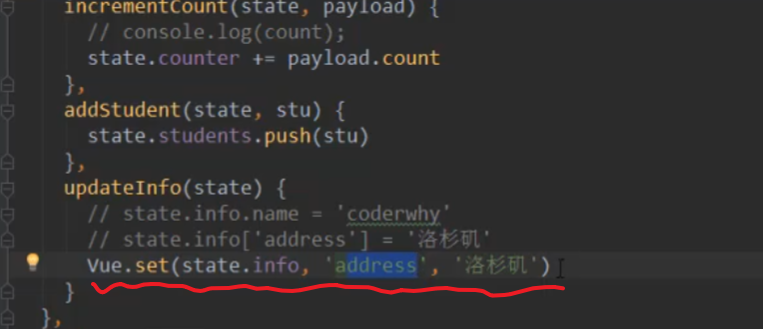 incrementCount(state, payload) {
// console.log(count);
state.counter += payload.count
},
addStudent(state, stu) {
state.students.push(stu)
},
updateInfo(state) {
// state.info.name = 'coderwhy'
// state.info['address'] = '洛杉矶'
Vue.set(state.info, 'address', '洛杉矶')
}
},